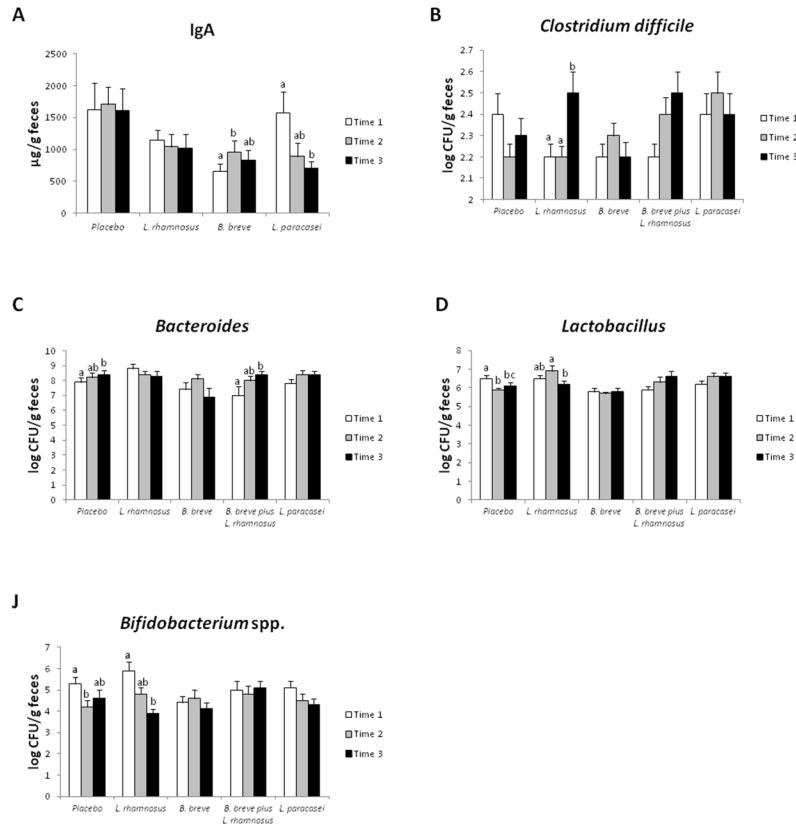 A
IgA
2500
2000
1500
1000
500
0
µg/g feces
a
b
ab
a
ab
b
Placebo
L. rhamnosus
B. breve
L. paracasei
Time 1
Time 2
Time 3
B
Clostridium difficile
2.7
2.6
2.5
2.4
2.3
2.2
2.1
2
log CFU/g feces
a
a
b
Placebo
L. rhamnosus
B. breve
B. breve plus
L. rhamnosus
L. paracasei
Time 1
Time 2
Time 3
C
Bacteroides
10
9
8
7
6
5
4
3
2
1
0
log CFU/g feces
a ab b
a ab b
Placebo
L. rhamnosus
B. breve
B. breve plus
L. rhamnosus
L. paracasei
Time 1
Time 2
Time 3
D
Lactobacillus
8
7
6
5
4
3
2
1
0
log CFU/g feces
a b bc
ab a b
Placebo
L. rhamnosus
B. breve
B. breve plus
L. rhamnosus
L. paracasei
Time 1
Time 2
Time 3
J
Bifidobacterium spp.
7
6
5
4
3
2
1
0
log CFU/g feces
a b ab
a ab b
Placebo
L. rhamnosus
B. breve
B. breve plus
L. rhamnosus
L. paracasei
Time 1
Time 2
Time 3